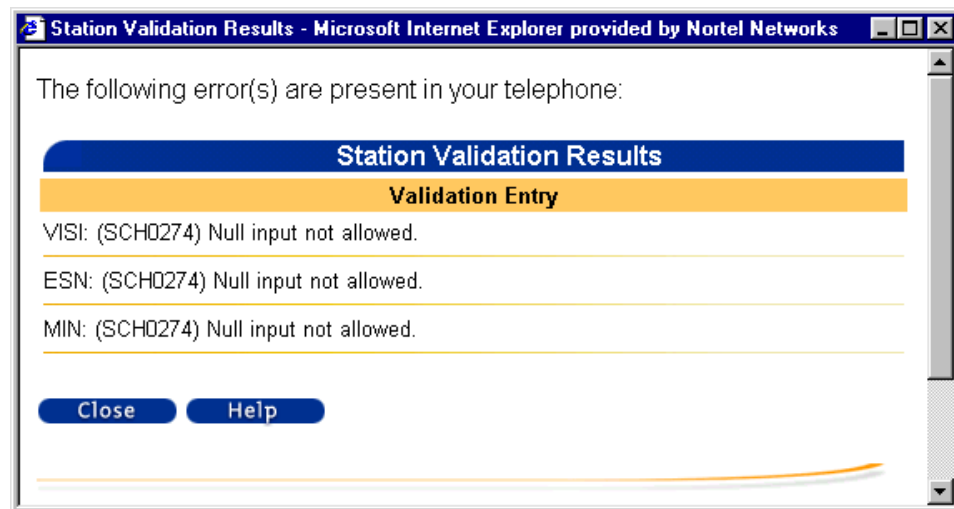 Station Validation Results - Microsoft Internet Explorer provided by Nortel Networks
The following error(s) are present in your telephone:
Station Validation Results
Validation Entry
VISI: (SCH0274) Null input not allowed.
ESN: (SCH0274) Null input not allowed.
MIN: (SCH0274) Null input not allowed.
Close Help